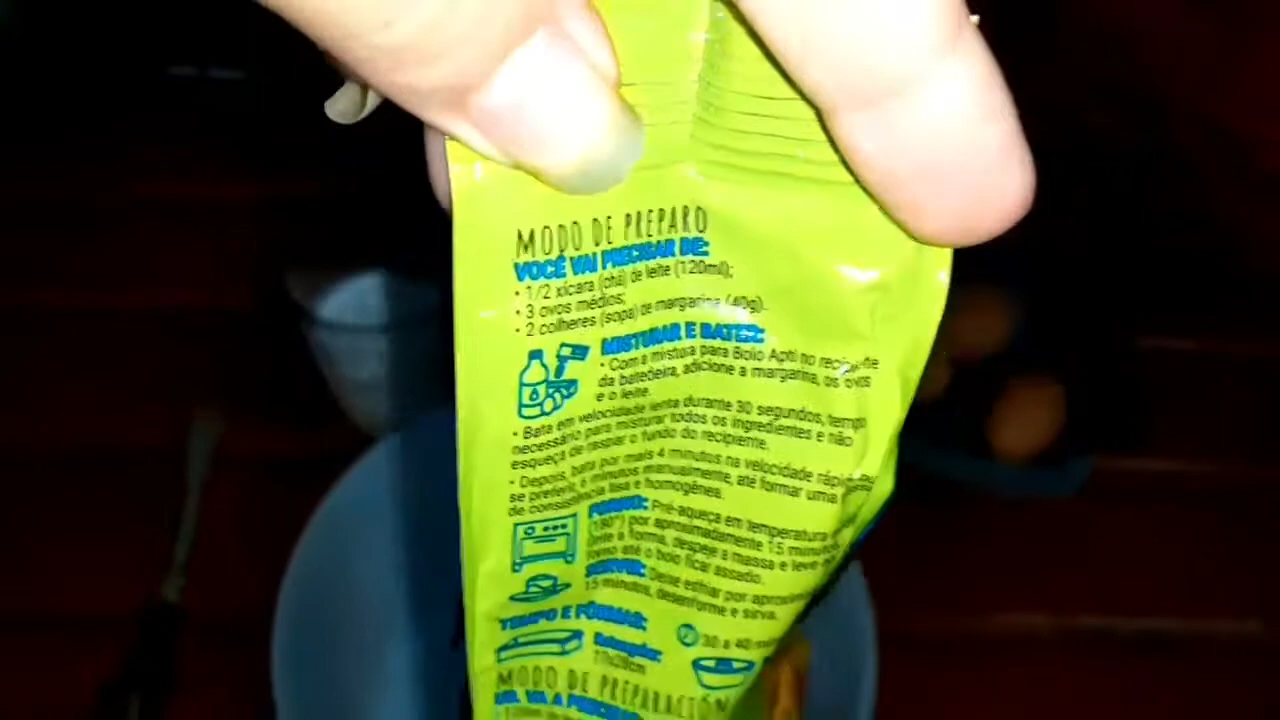 MODO DE PREPARO
VOCÊ VAI PRECISAR DE:
• 1/2 xícara (chá) de leite (120ml);
• 3 ovos médios;
• 2 colheres (sopa) de margarina (40g).
MISTURAR E BATER:
• Com a mistura para Bolo Apti no recipiente
da batedeira, adicione a margarina, os ovos
e o leite.
• Bata em velocidade lenta durante 30 segundos, tempo
necessário para misturar todos os ingredientes e não
esqueça de raspar o fundo do recipiente.
• Depois, bata por mais 4 minutos na velocidade rápida
se preferir, manualmente, até formar uma
de consistência lisa e homogênea.
FORNO: Pré-aqueça em temperatura
(180°) por aproximadamente 15 minutos
unte a forma, despeje a massa e leve
forno até o bolo ficar assado.
SERVIR: Deixe esfriar por
15 minutos, desenforme e sirva.
TEMPO E FÔRMAS:
30 a 40
Retangular:
28cm
MODO DE PREPARACIÓN
UD. VA A